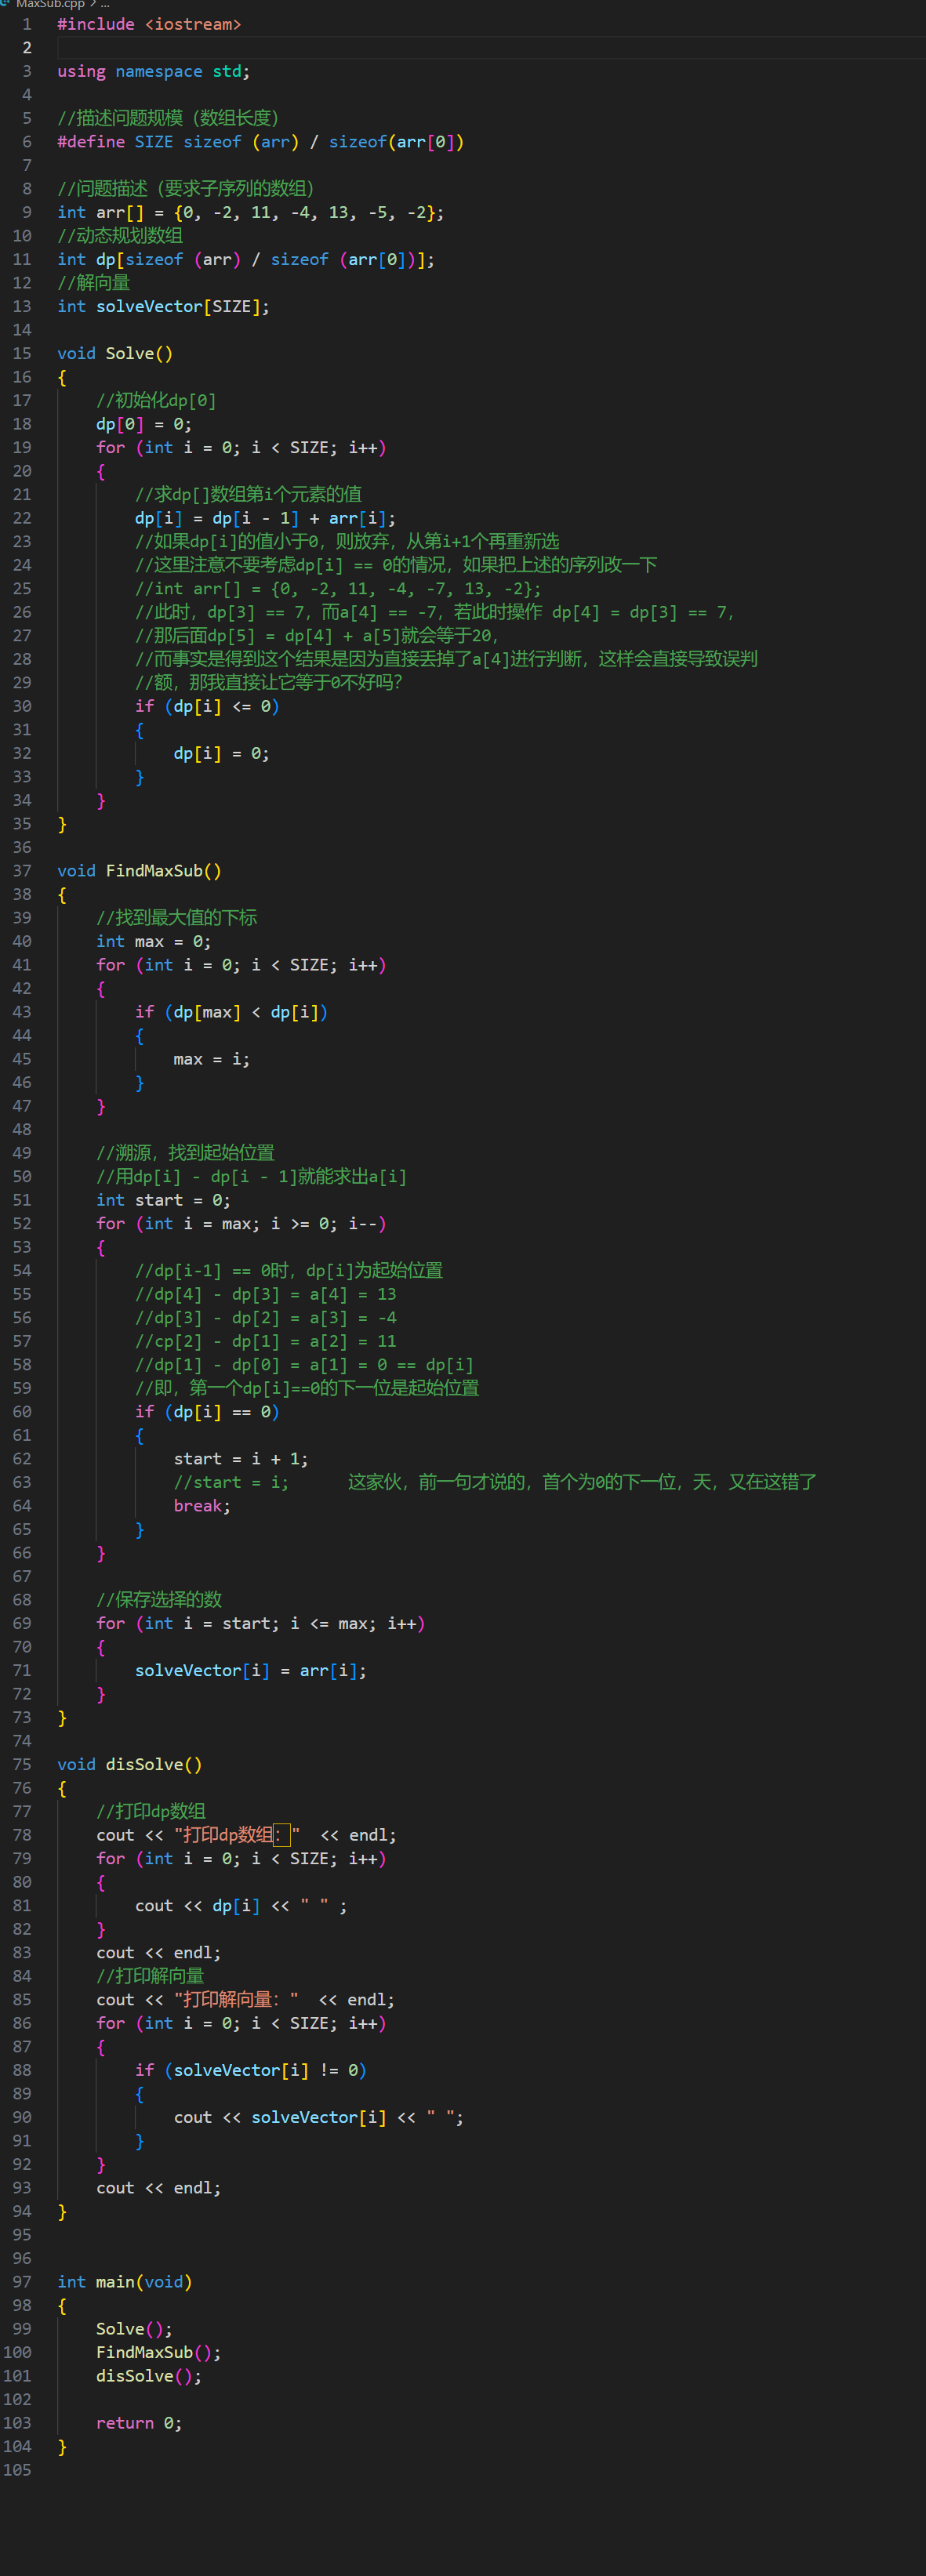 MaxSub.cpp > ...
1 #include <iostream>
2
3 using namespace std;
4
5 //描述问题规模（数组长度）
6 #define SIZE sizeof (arr) / sizeof(arr[0])
7
8 //问题描述（要求子序列的数组）
9 int arr[] = {0, -2, 11, -4, 13, -5, -2};
10 //动态规划数组
11 int dp[sizeof (arr) / sizeof (arr[0])];
12 //解向量
13 int solveVector[SIZE];
14
15 void Solve()
16 {
17     //初始化dp[0]
18     dp[0] = 0;
19     for (int i = 0; i < SIZE; i++)
20     {
21         //求dp[]数组第i个元素的值
22         dp[i] = dp[i - 1] + arr[i];
23         //如果dp[i]的值小于0，则放弃，从第i+1个再重新选
24         //这里注意不要考虑dp[i] == 0的情况，如果把上述的序列改一下
25         //int arr[] = {0, -2, 11, -4, -7, 13, -2};
26         //此时，dp[3] == 7，而a[4] == -7，若此时操作 dp[4] = dp[3] == 7，
27         //那后面dp[5] = dp[4] + a[5]就会等于20，
28         //而事实是得到这个结果是因为直接丢掉了a[4]进行判断，这样会直接导致误判
29         //额，那我直接让它等于0不好吗？
30         if (dp[i] <= 0)
31         {
32             dp[i] = 0;
33         }
34     }
35 }
36
37 void FindMaxSub()
38 {
39     //找到最大值的下标
40     int max = 0;
41     for (int i = 0; i < SIZE; i++)
42     {
43         if (dp[max] < dp[i])
44         {
45             max = i;
46         }
47     }
48
49     //溯源，找到起始位置
50     //用dp[i] - dp[i - 1]就能求出a[i]
51     int start = 0;
52     for (int i = max; i >= 0; i--)
53     {
54         //dp[i-1] == 0时，dp[i]为起始位置
55         //dp[4] - dp[3] = a[4] = 13
56         //dp[3] - dp[2] = a[3] = -4
57         //cp[2] - dp[1] = a[2] = 11
58         //dp[1] - dp[0] = a[1] = 0 == dp[i]
59         //即，第一个dp[i]==0的下一位是起始位置
60         if (dp[i] == 0)
61         {
62             start = i + 1;
63             //start = i;      这家伙，前一句才说的，首个为0的下一位，天，又在这错了
64             break;
65         }
66     }
67
68     //保存选择的数
69     for (int i = start; i <= max; i++)
70     {
71         solveVector[i] = arr[i];
72     }
73 }
74
75 void disSolve()
76 {
77     //打印dp数组
78     cout << "打印dp数组："  << endl;
79     for (int i = 0; i < SIZE; i++)
80     {
81         cout << dp[i] << " " ;
82     }
83     cout << endl;
84     //打印解向量
85     cout << "打印解向量："  << endl;
86     for (int i = 0; i < SIZE; i++)
87     {
88         if (solveVector[i] != 0)
89         {
90             cout << solveVector[i] << " ";
91         }
92     }
93     cout << endl;
94 }
95
96
97 int main(void)
98 {
99     Solve();
100     FindMaxSub();
101     disSolve();
102
103     return 0;
104 }
105